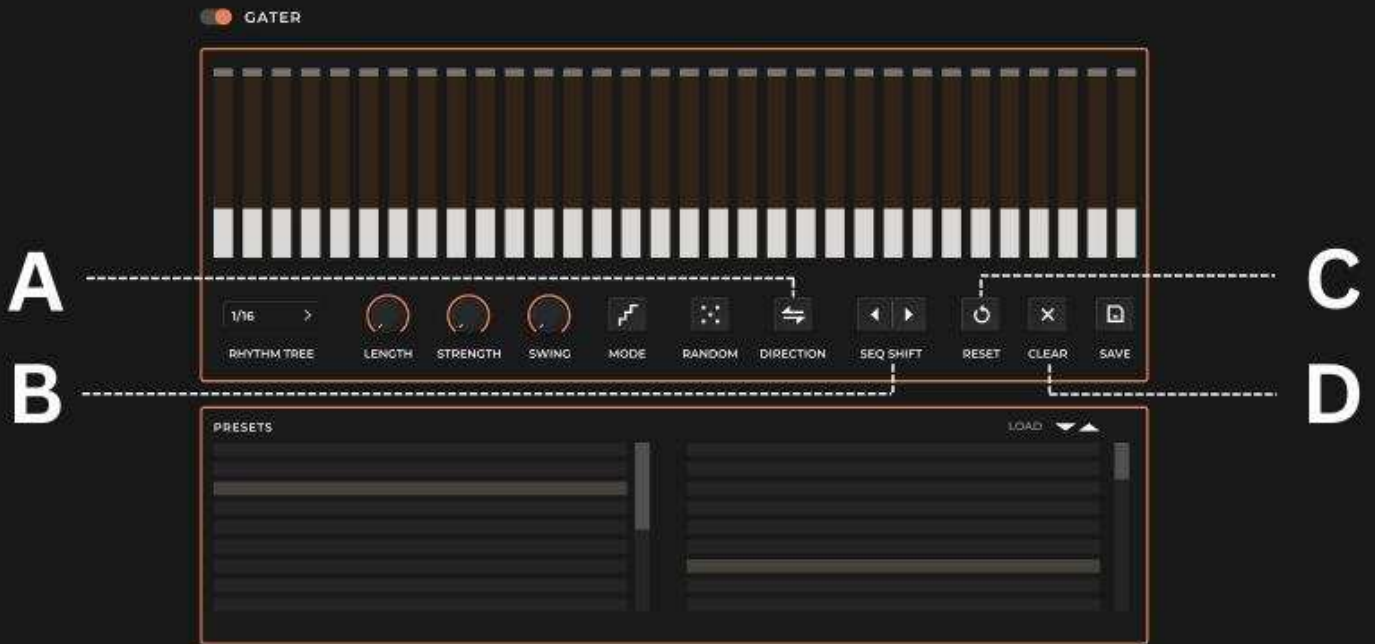 GATER
A
C
1/16 >
RHYTHM TREE LENGTH STRENGTH SWING MODE RANDOM DIRECTION SEQ SHIFT RESET CLEAR SAVE
B
D
PRESETS LOAD